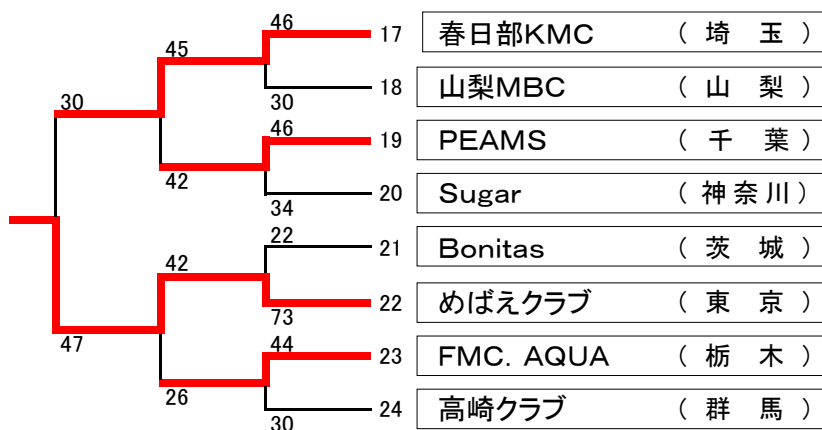 46
45 17 春日部KMC （ 埼 玉 ）
30 30 18 山梨MBC （ 山 梨 ）
46
42 19 PEAMS （ 千 葉 ）
34 20 Sugar （ 神奈川 ）
42 22 21 Bonitas （ 茨 城 ）
47 73 22 めばえクラブ （ 東 京 ）
44
26 23 FMC．AQUA （ 栃 木 ）
30 24 高崎クラブ （ 群 馬 ）